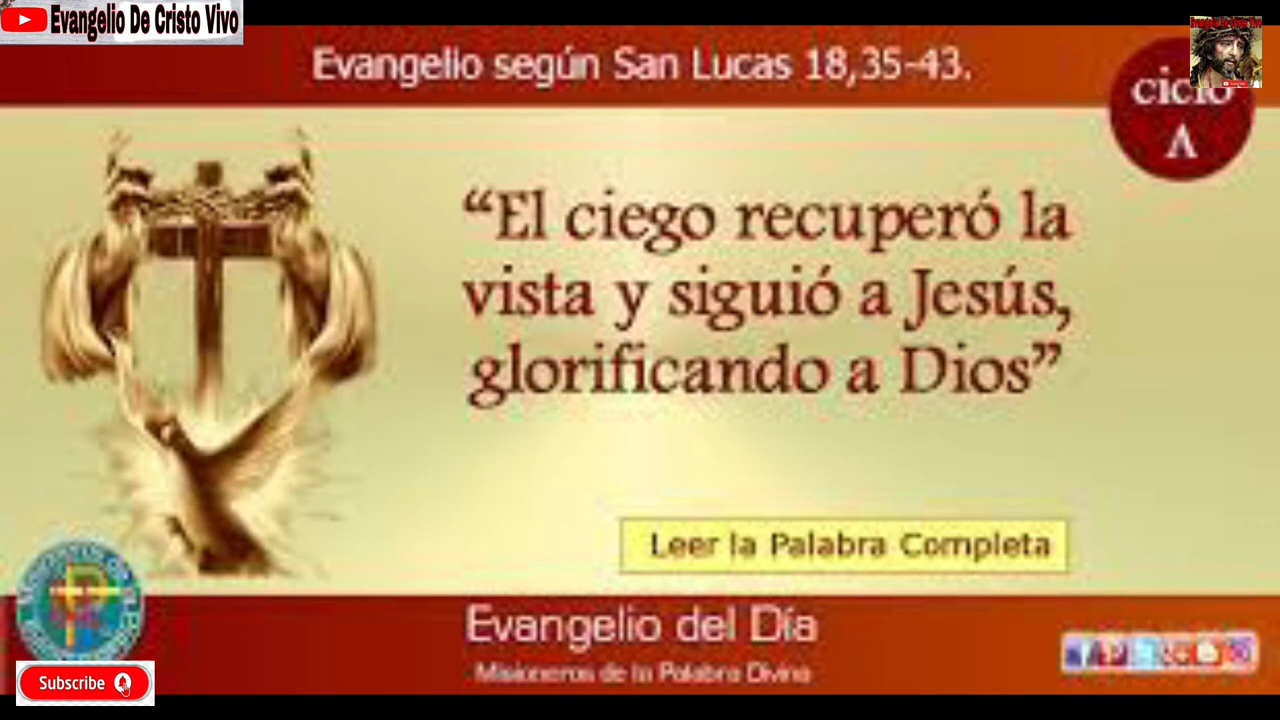 Evangelio De Cristo Vivo
Evangelio según San Lucas 18,35-43.
ciclo
A
“El ciego recuperó la
vista y siguió a Jesús,
glorificando a Dios”
Leer la Palabra Completa
Evangelio del Día
Misioneros de la Palabra Divina
Subscribe